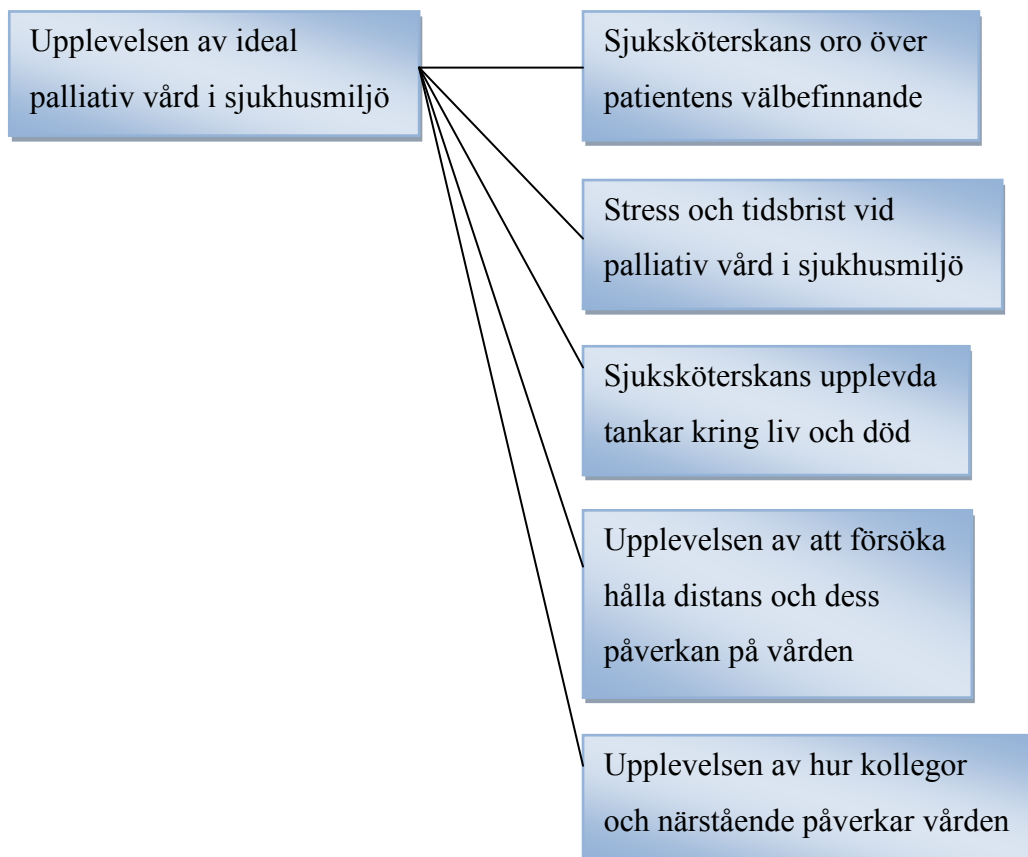 Upplevelsen av ideal
palliativ vård i sjukhusmiljö
Sjuksköterskans oro över
patientens välbefinnande
Stress och tidsbrist vid
palliativ vård i sjukhusmiljö
Sjuksköterskans upplevda
tankar kring liv och död
Upplevelsen av att försöka
hålla distans och dess
påverkan på vården
Upplevelsen av hur kollegor
och närstående påverkar vården